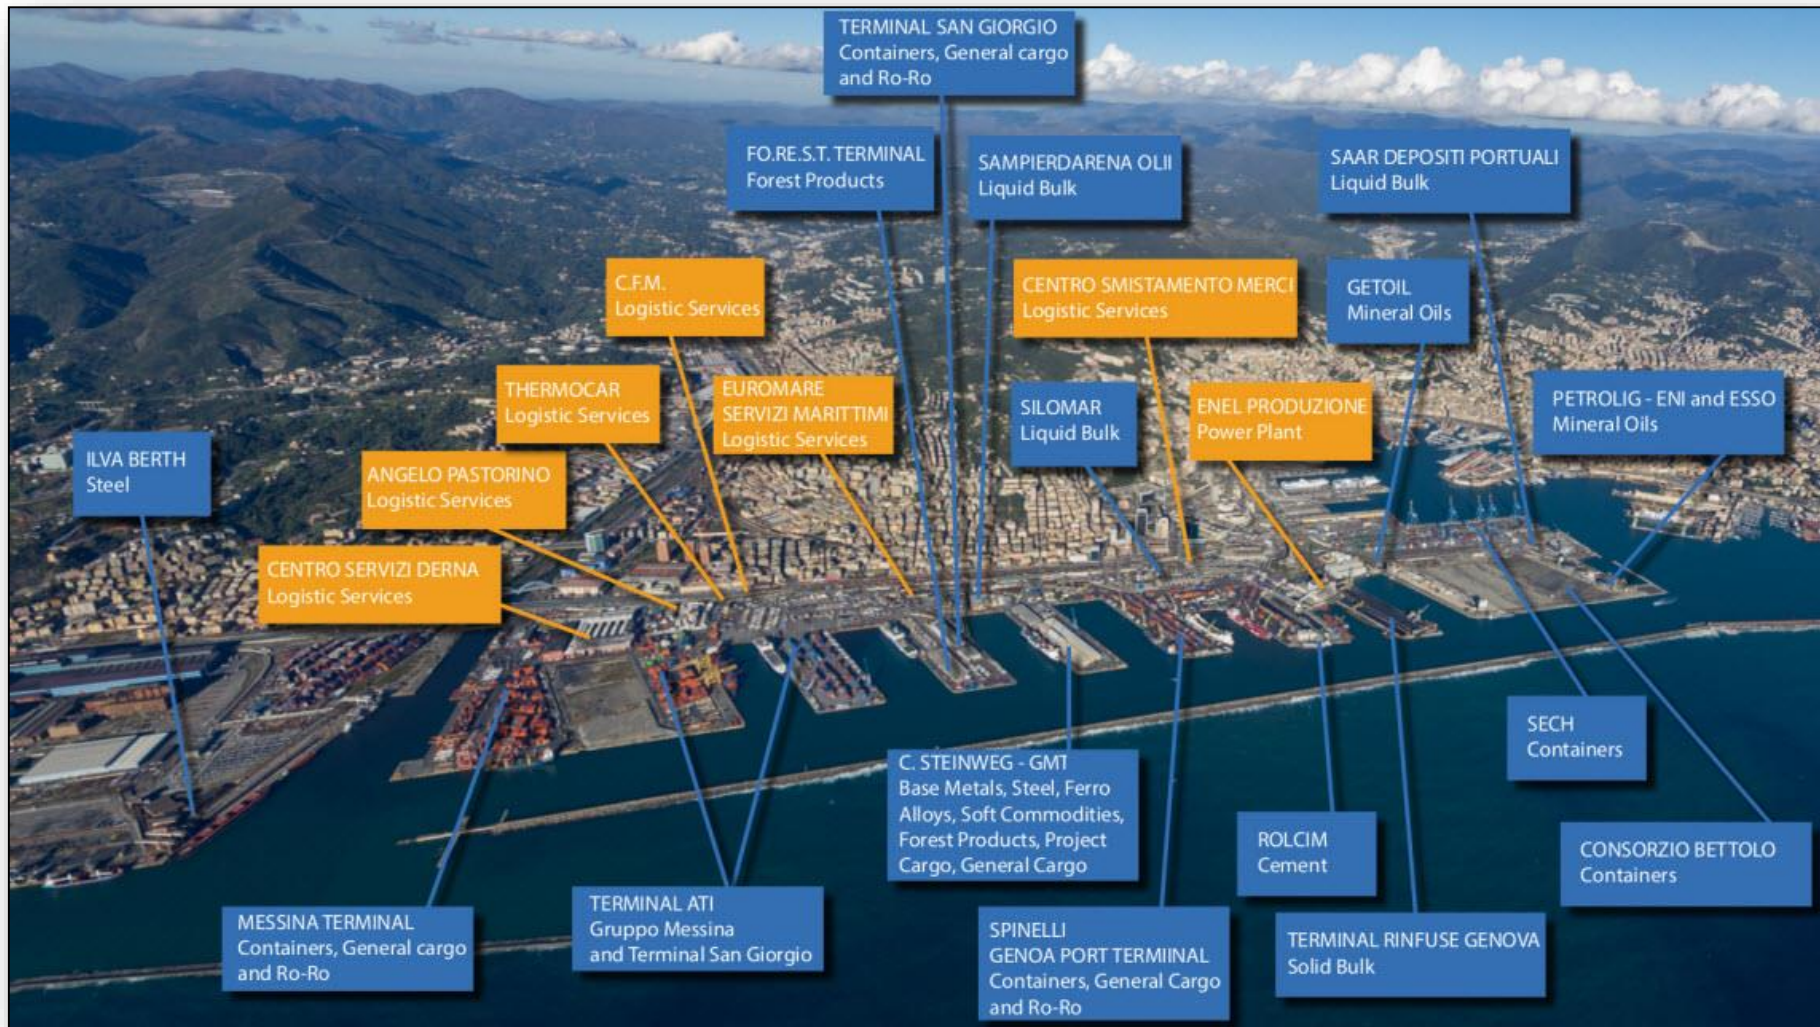 TERMINAL SAN GIORGIO
Containers, General cargo
and Ro-Ro
FO.RE.S.T. TERMINAL
Forest Products
SAMPIERDARENA OLII
Liquid Bulk
SAAR DEPOSITI PORTUALI
Liquid Bulk
C.F.M.
Logistic Services
CENTRO SMISTAMENTO MERCI
Logistic Services
GETOIL
Mineral Oils
THERMOCAR
Logistic Services
EUROMARE
SERVIZI MARITTIMI
Logistic Services
SILOMAR
Liquid Bulk
ENEL PRODUZIONE
Power Plant
PETROLIG - ENI and ESSO
Mineral Oils
ILVA BERTH
Steel
ANGELO PASTORINO
Logistic Services
CENTRO SERVIZI DERNA
Logistic Services
SECH
Containers
C. STEINWEG - GMT
Base Metals, Steel, Ferro
Alloys, Soft Commodities,
Forest Products, Project
Cargo, General Cargo
ROLCIM
Cement
CONSORZIO BETTOLO
Containers
MESSINA TERMINAL
Containers, General cargo
and Ro-Ro
TERMINAL ATI
Gruppo Messina
and Terminal San Giorgio
SPINELLI
GENOA PORT TERMIINAL
Containers, General Cargo
and Ro-Ro
TERMINAL RINFUSE GENOVA
Solid Bulk